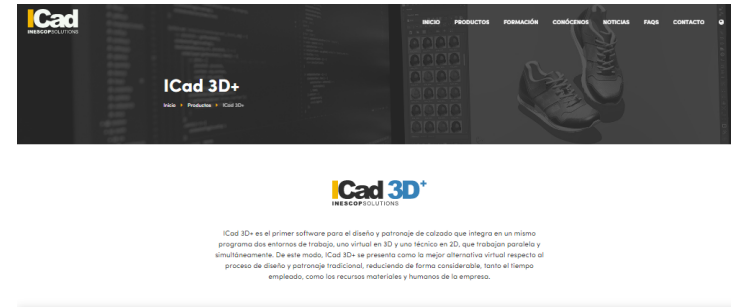 ICad
INESCOPSOLUTIONS
INICIO PRODUCTOS FORMACIÓN CONÓCENOS NOTICIAS FAQS CONTACTO
ICad 3D+
Inicio Productos ICad 3D+
ICad 3D+
INESCOPSOLUTIONS
ICad 3D+ es el primer software para el diseño y patronaje de calzado que integra en un mismo
programa dos entornos de trabajo, uno virtual en 3D y uno técnico en 2D, que trabajan paralela y
simultáneamente. De este modo, ICad 3D+ se presenta como la mejor alternativa virtual respecto al
proceso de diseño y patronaje tradicional, reduciendo de forma considerable, tanto el tiempo
empleado, como los recursos materiales y humanos de la empresa.